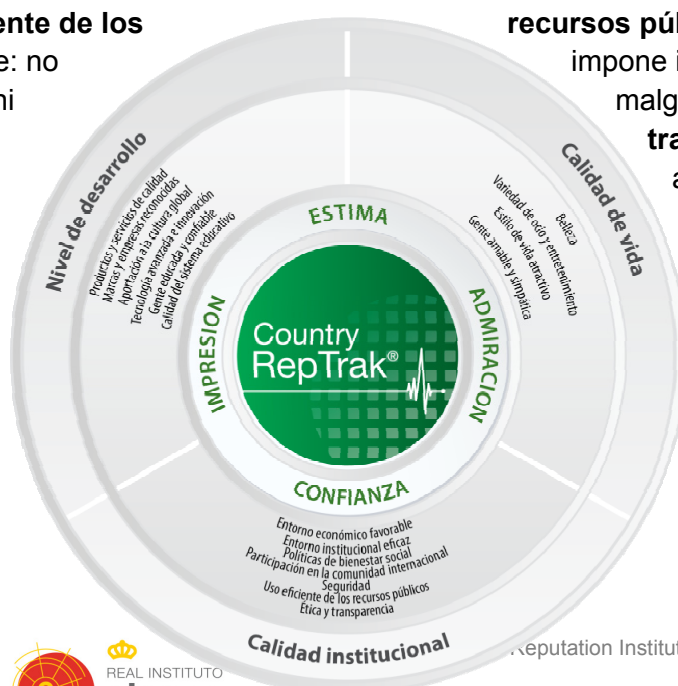 ente de los
recursos púb
e: no
impone i
ni
malg
tra
a
Nivel de desarrollo
Productos y servicios de calidad
Marcas y empresas reconocidas
Aportación a la cultura global
Tecnología avanzada e innovación
Gente educada y confiable
Calidad del sistema educativo
Calidad de vida
Belleza
Variedad de ocio y entretenimiento
Estilo de vida atractivo
Gente amable y simpática
ESTIMA
IMPRESION
ADMIRACION
Country
RepTrak®
CONFIANZA
Entorno económico favorable
Entorno institucional eficaz
Políticas de bienestar social
Participación en la comunidad internacional
Seguridad
Uso eficiente de los recursos públicos
Ética y transparencia
Calidad institucional
Reputation Institut
REAL INSTITUTO